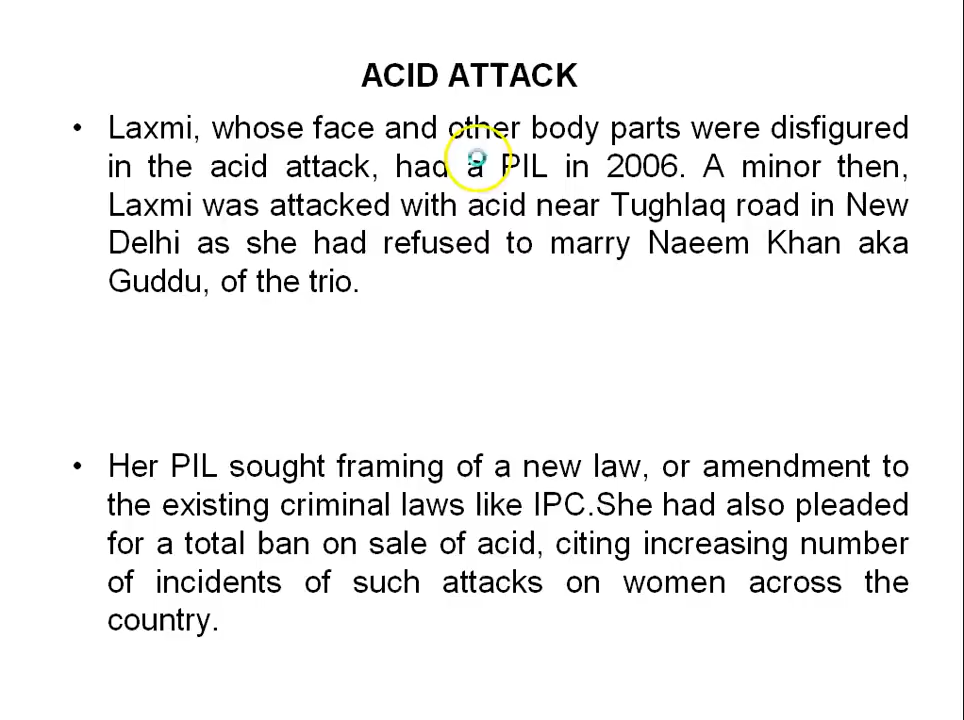 ACID ATTACK
• Laxmi, whose face and other body parts were disfigured
in the acid attack, had a PIL in 2006. A minor then,
Laxmi was attacked with acid near Tughlaq road in New
Delhi as she had refused to marry Naeem Khan aka
Guddu, of the trio.
• Her PIL sought framing of a new law, or amendment to
the existing criminal laws like IPC.She had also pleaded
for a total ban on sale of acid, citing increasing number
of incidents of such attacks on women across the
country.